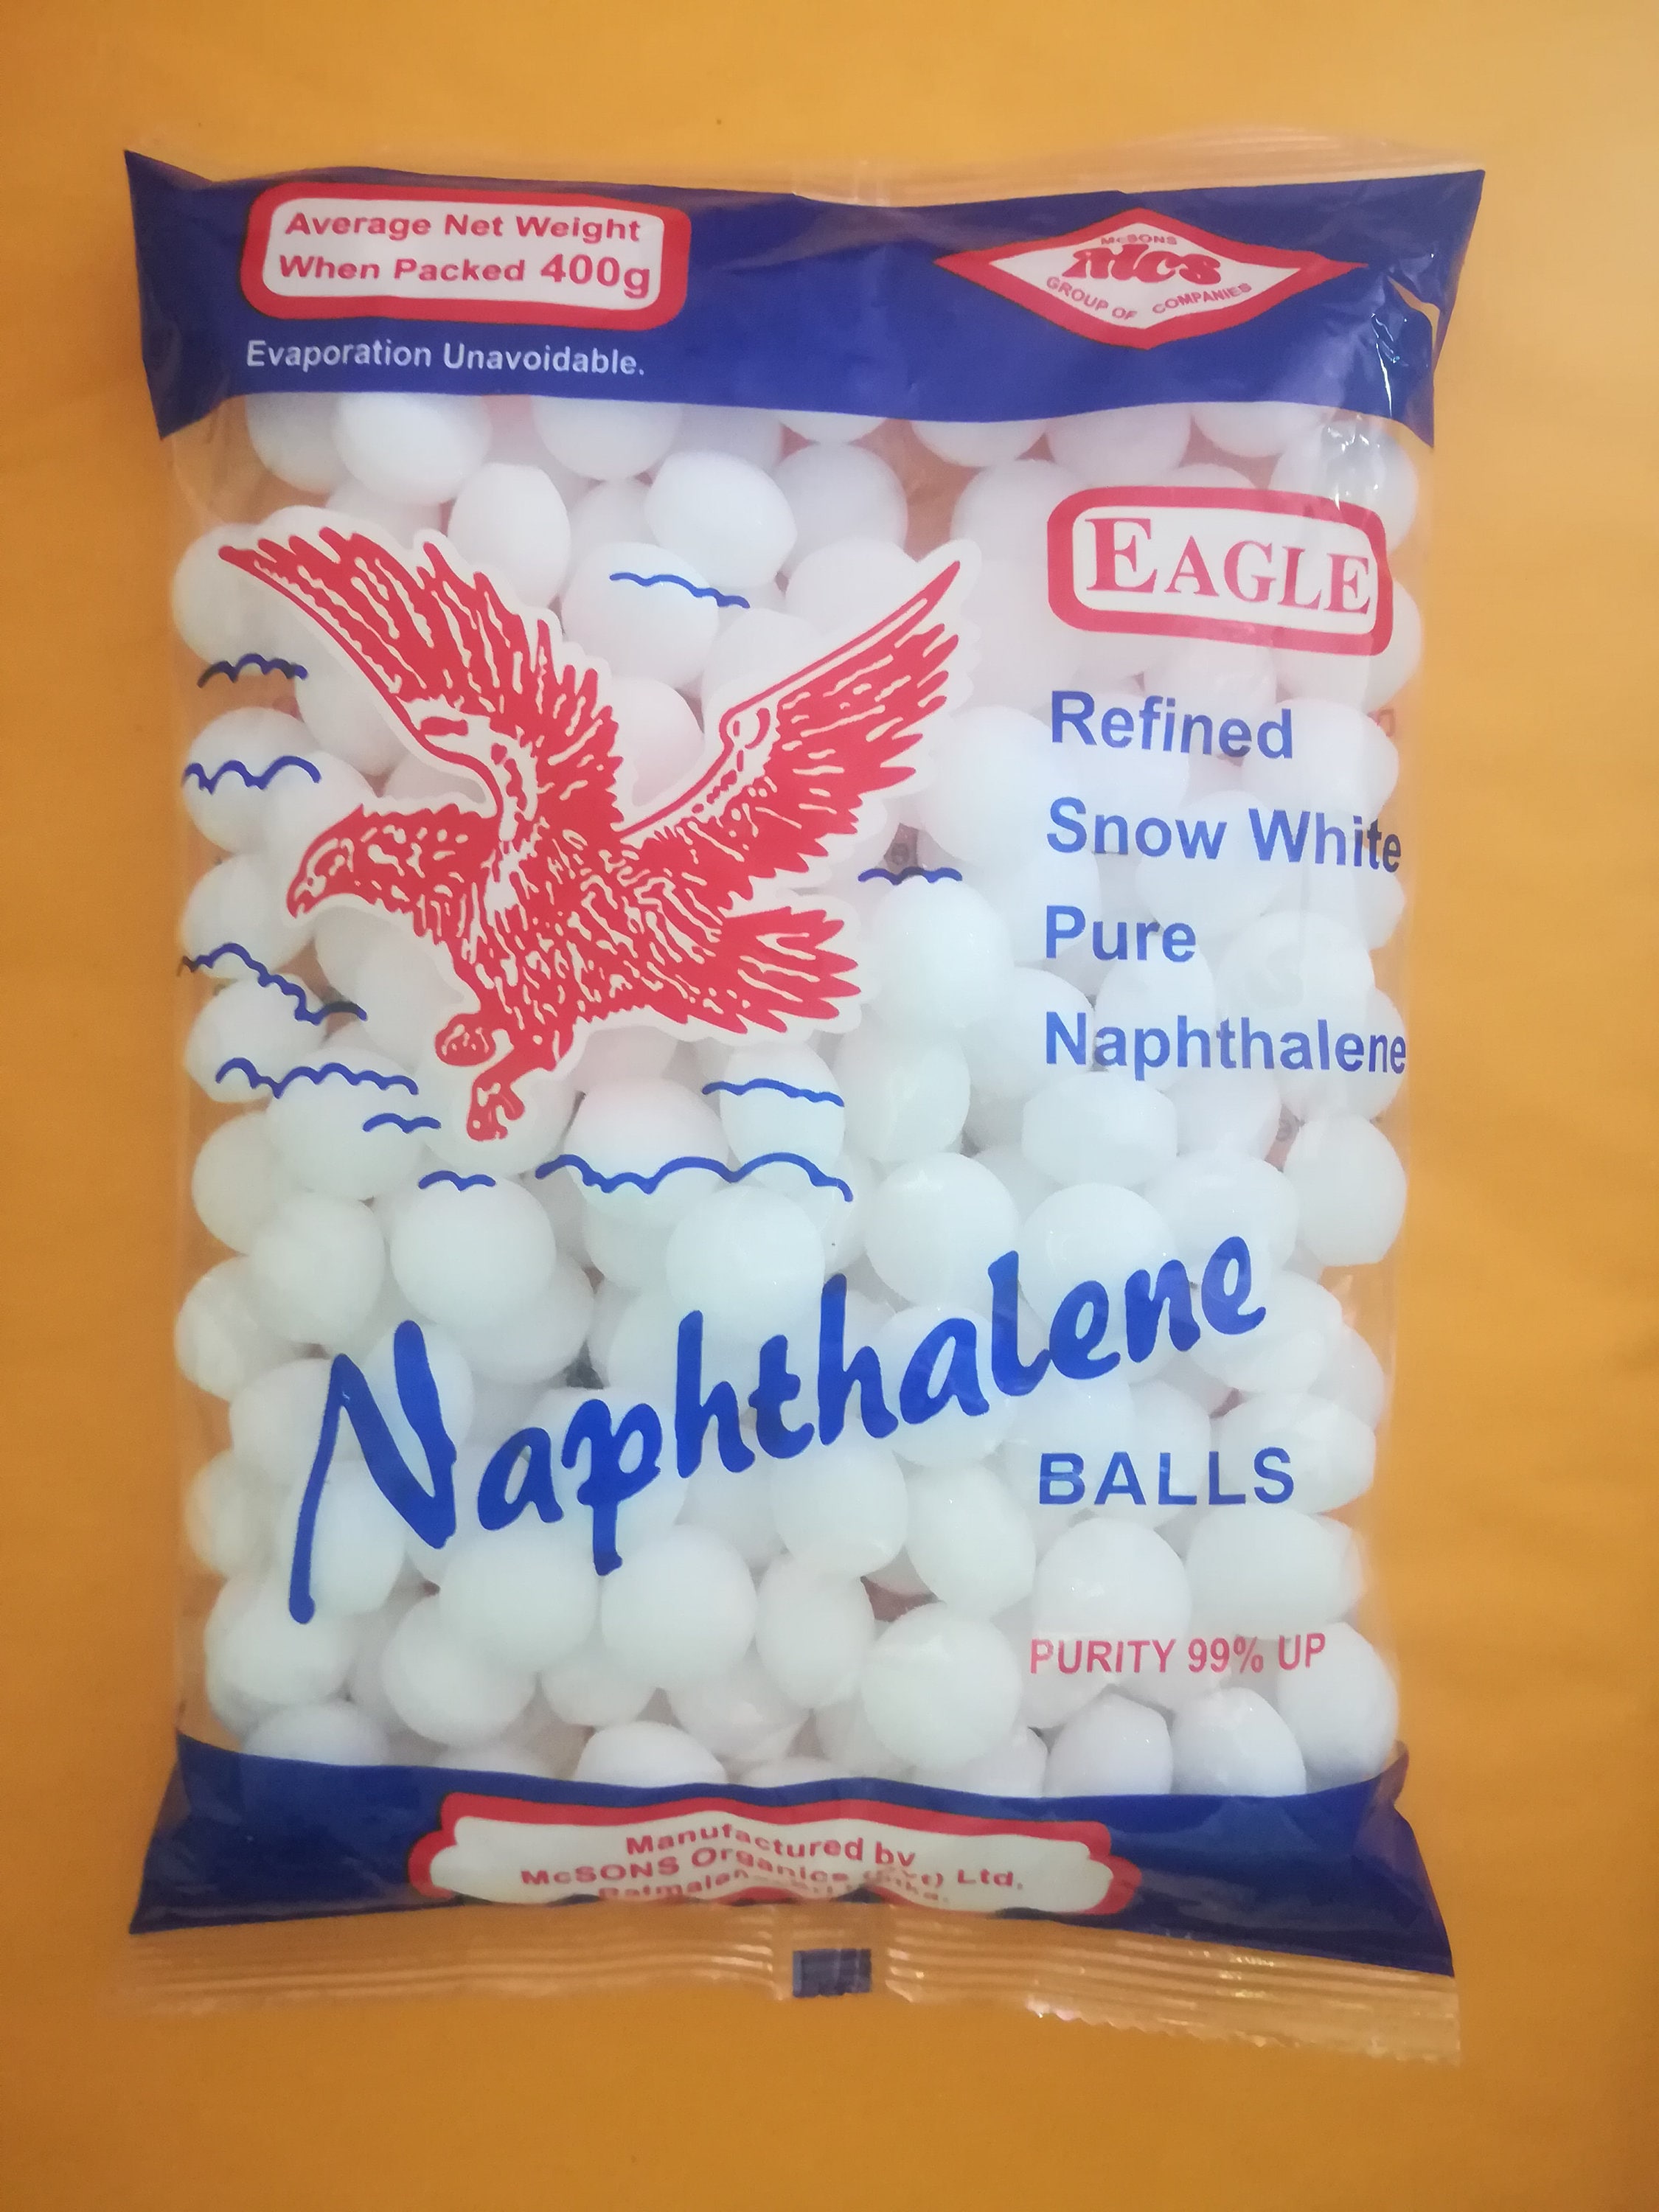 Average Net Weight
When Packed 400g
Evaporation Unavoidable.
McSONS
MCS
GROUP OF COMPANIES
EAGLE
Refined
Snow White
Pure
Naphthalene
Naphthalene
BALLS
PURITY 99% UP
Manufactured by
McSONS Organics (Pvt) Ltd.